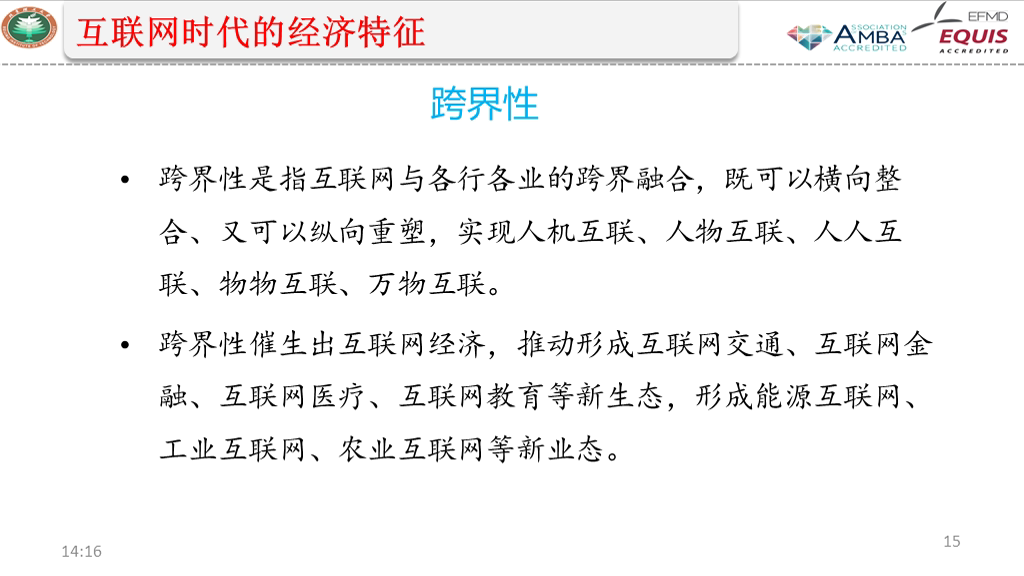 互联网时代的经济特征
ASSOCIATION
AMBA
ACCREDITED
EFMD
EQUIS
ACCREDITED
跨界性
• 跨界性是指互联网与各行各业的跨界融合，既可以横向整
合、又可以纵向重塑，实现人机互联、人物互联、人人互
联、物物互联、万物互联。
• 跨界性催生出互联网经济，推动形成互联网交通、互联网金
融、互联网医疗、互联网教育等新生态，形成能源互联网、
工业互联网、农业互联网等新业态。
14:16
15